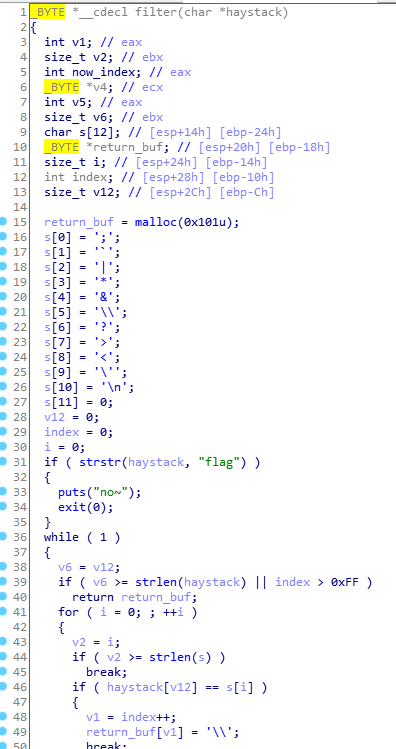 1 _BYTE *__cdecl filter(char *haystack)
2 {
3 int v1; // eax
4 size_t v2; // ebx
5 int now_index; // eax
6 _BYTE *v4; // ecx
7 int v5; // eax
8 size_t v6; // ebx
9 char s[12]; // [esp+14h] [ebp-24h]
10 _BYTE *return_buf; // [esp+20h] [ebp-18h]
11 size_t i; // [esp+24h] [ebp-14h]
12 int index; // [esp+28h] [ebp-10h]
13 size_t v12; // [esp+2Ch] [ebp-Ch]
14
15 return_buf = malloc(0x101u);
16 s[0] = ';';
17 s[1] = '`';
18 s[2] = '|';
19 s[3] = '*';
20 s[4] = '&';
21 s[5] = '\\';
22 s[6] = '?';
23 s[7] = '>';
24 s[8] = '<';
25 s[9] = '\'';
26 s[10] = '\n';
27 s[11] = 0;
28 v12 = 0;
29 index = 0;
30 i = 0;
31 if ( strstr(haystack, "flag") )
32 {
33 puts("no~");
34 exit(0);
35 }
36 while ( 1 )
37 {
38 v6 = v12;
39 if ( v6 >= strlen(haystack) || index > 0xFF )
40 return return_buf;
41 for ( i = 0; ; ++i )
42 {
43 v2 = i;
44 if ( v2 >= strlen(s) )
45 break;
46 if ( haystack[v12] == s[i] )
47 {
48 v1 = index++;
49 return_buf[v1] = '\\';
50 break;